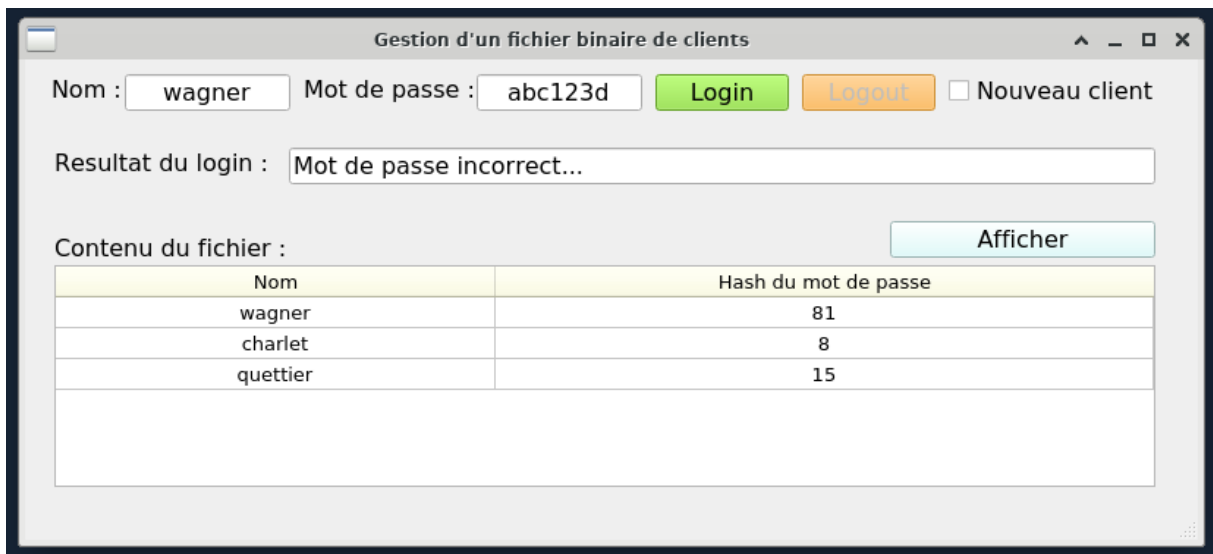 Gestion d'un fichier binaire de clients
Nom : wagner Mot de passe : abc123d Login Logout Nouveau client
Resultat du login : Mot de passe incorrect...
Afficher
Contenu du fichier :
Nom Hash du mot de passe
wagner 81
charlet 8
quettier 15